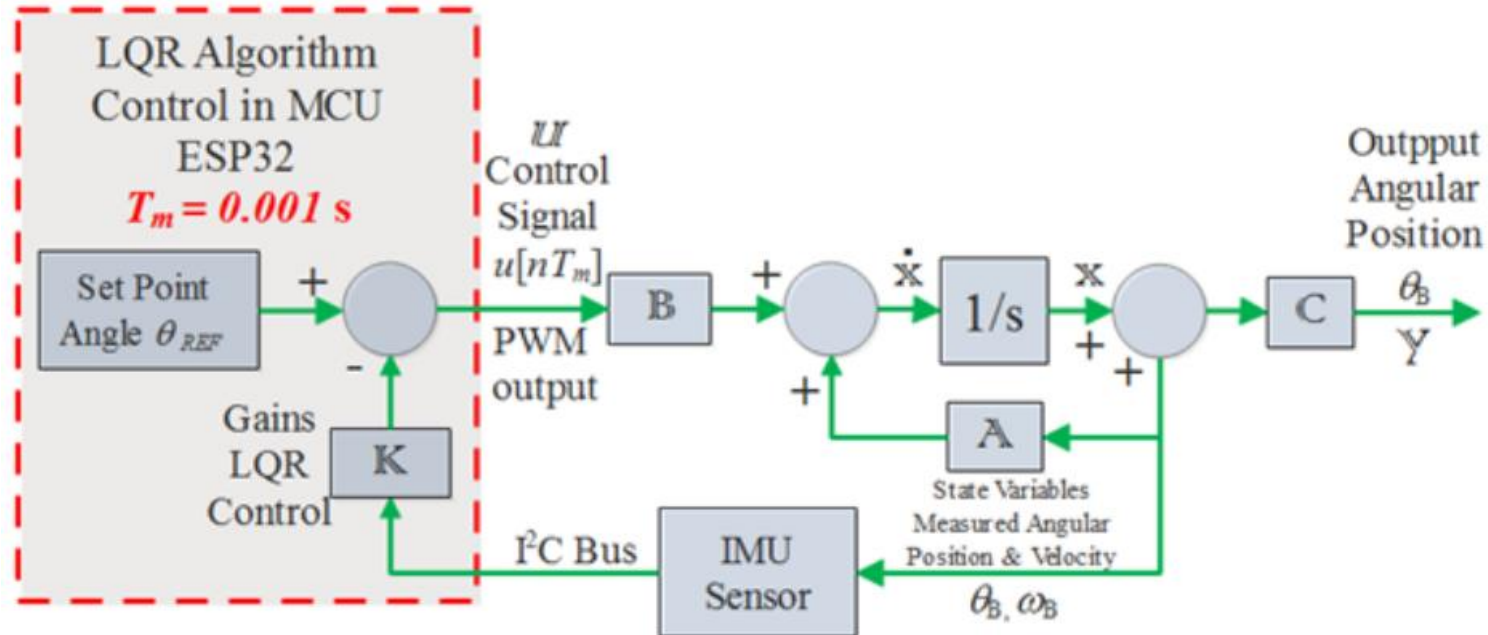 LQR Algorithm
Control in MCU
ESP32
Tₘ = 0.001 s
Set Point
Angle θ REF
+
-
Gains
LQR
Control
K
𝕌
Control
Signal
u[nTₘ]
PWM
output
B
+
+
ẋ
1/s
x
+
+
A
State Variables
Measured Angular
Position & Velocity
θB, ωB
I²C Bus
IMU
Sensor
C
Outpput
Angular
Position
θB
Y